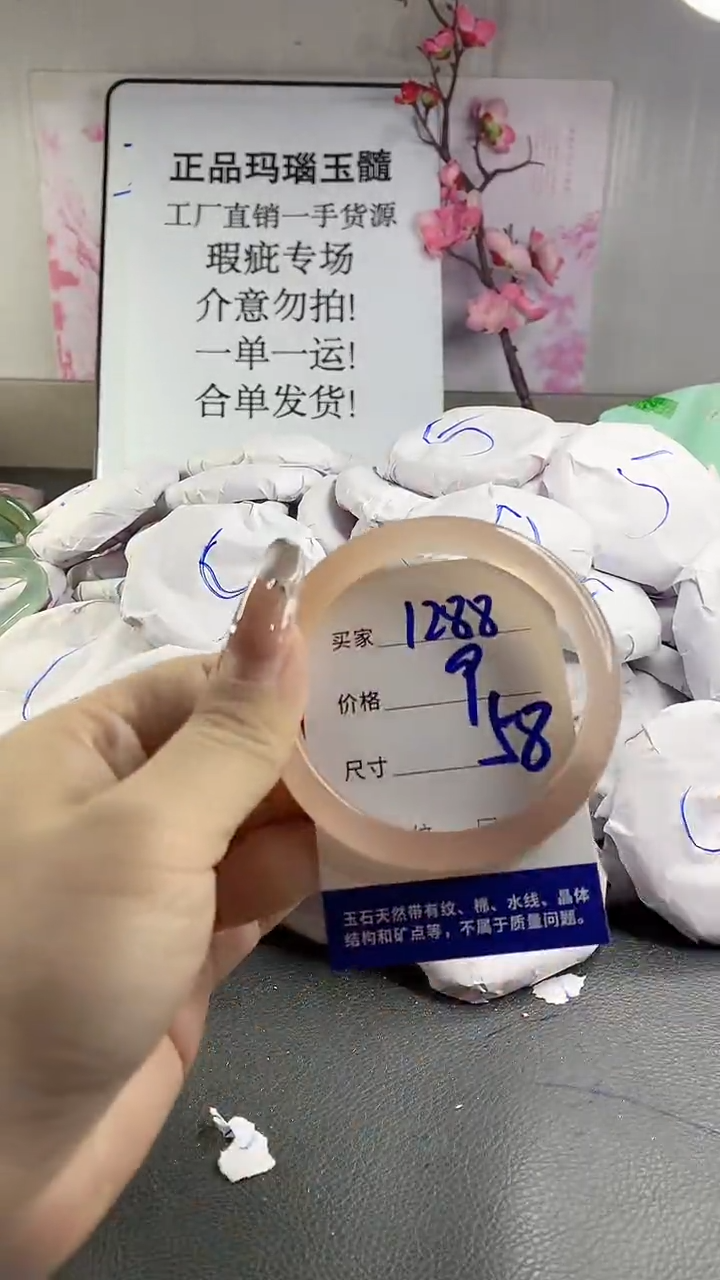 正品玛瑙玉髓
工厂直销一手货源
瑕疵专场
介意勿拍!
一单一运!
合单发货!
5
买家 1288
价格 9
尺寸 58
玉石天然带有纹、棉、水线、晶体
结构和矿点等，不属于质量问题。